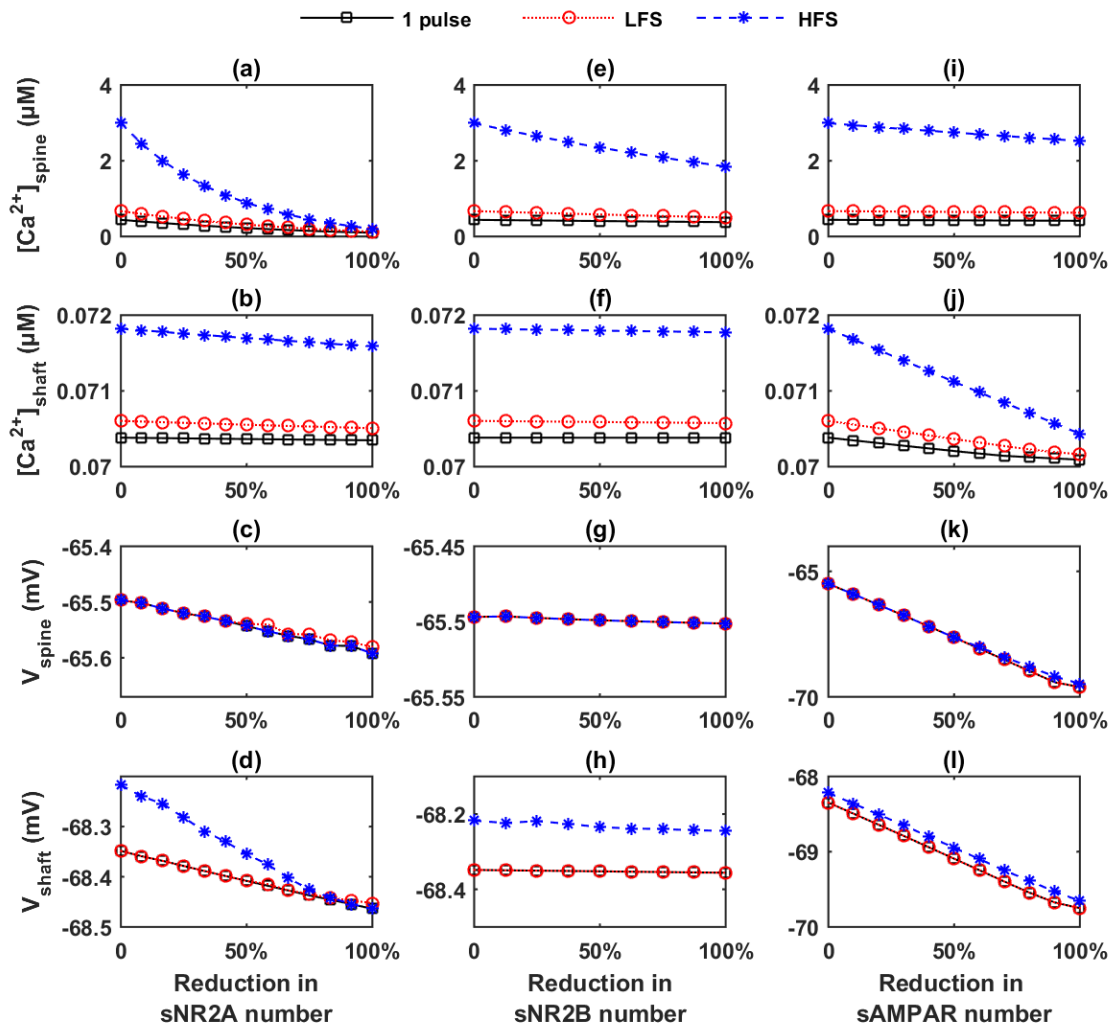 1 pulse LFS HFS
(a) (e) (i)
[Ca²⁺]spine (µM)
4 4 4
2 2 2
0 0 0
0 50% 100% 0 50% 100% 0 50% 100%
(b) (f) (j)
[Ca²⁺]shaft (µM)
0.072 0.072 0.072
0.071 0.071 0.071
0.07 0.07 0.07
0 50% 100% 0 50% 100% 0 50% 100%
(c) (g) (k)
Vspine (mV)
-65.4 -65.45 -65
-65.5 -65.5
-65.6 -65.55 -70
0 50% 100% 0 50% 100% 0 50% 100%
(d) (h) (l)
Vshaft (mV)
-68.2 -68.2 -68
-68.3 -69
-68.4 -68.4
-68.5 -70
0 50% 100% 0 50% 100% 0 50% 100%
Reduction in Reduction in Reduction in
sNR2A number sNR2B number sAMPAR number